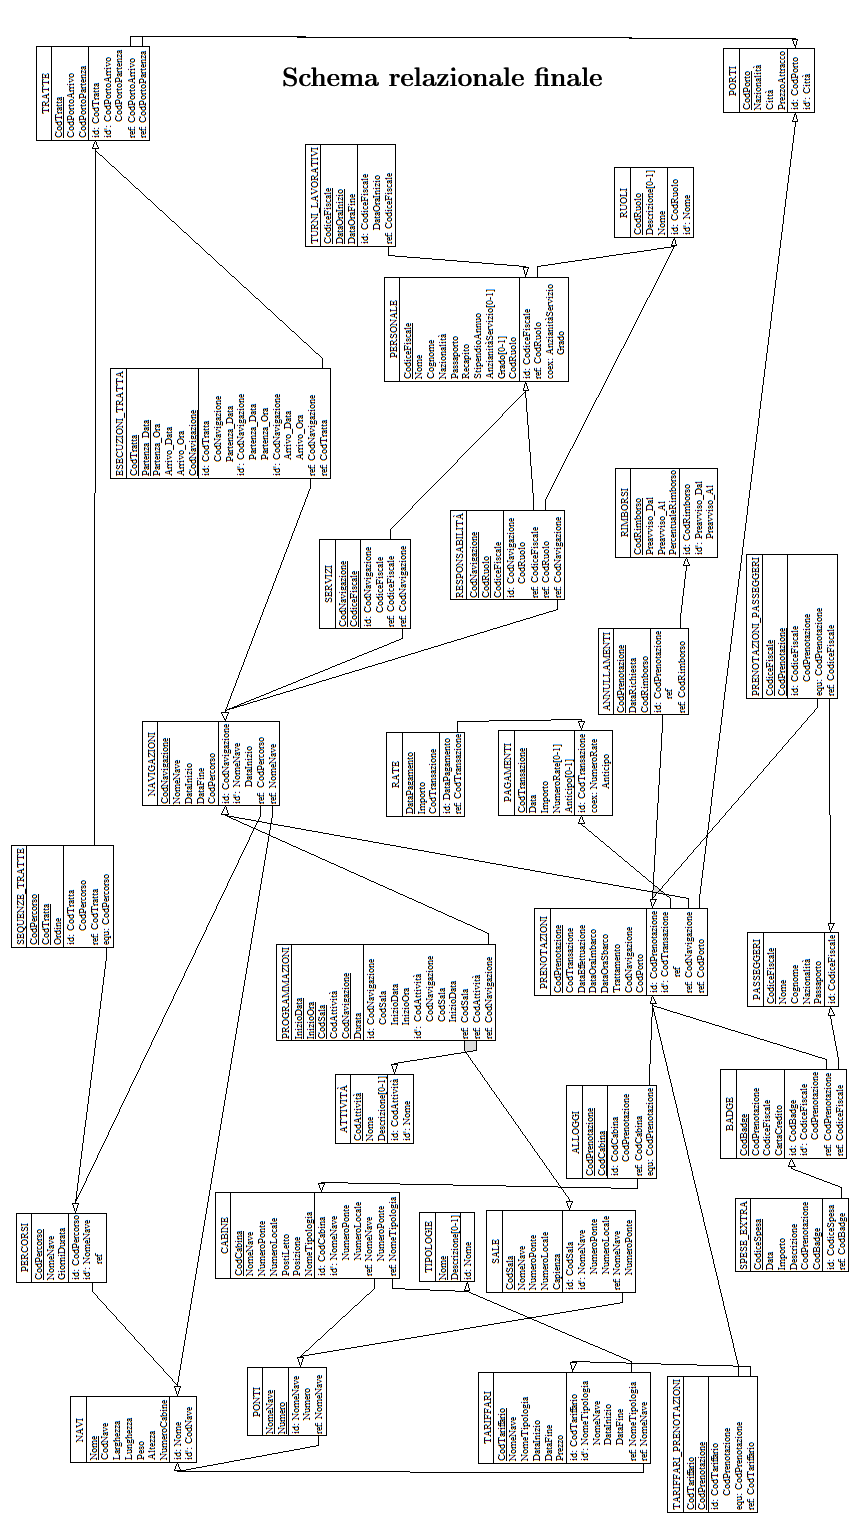 Schema relazionale finale
TRATTE
CodTratta
CodPortoArrivo
CodPortoPartenza
id: CodTratta
id': CodPortoArrivo
CodPortoPartenza
ref: CodPortoArrivo
ref: CodPortoPartenza
PORTI
CodPorto
Nazionalità
Città
PrezzoAttracco
id: CodPorto
id': Città
TURNI_LAVORATIVI
CodiceFiscale
DataOraInizio
DataOraFine
id: CodiceFiscale
DataOraInizio
ref: CodiceFiscale
RUOLI
CodRuolo
Descrizione[0-1]
Nome
id: CodRuolo
id': Nome
PERSONALE
CodiceFiscale
Nome
Cognome
Nazionalità
Passaporto
Recapito
StipendioAnnuo
AnzianitàServizio[0-1]
Grado[0-1]
CodRuolo
id: CodiceFiscale
ref: CodRuolo
coex: AnzianitàServizio
Grado
ESECUZIONI_TRATTA
CodTratta
Partenza_Data
Partenza_Ora
Arrivo_Data
Arrivo_Ora
CodNavigazione
id: CodTratta
CodNavigazione
Partenza_Data
id': CodNavigazione
Partenza_Data
Partenza_Ora
id': CodNavigazione
Arrivo_Data
Arrivo_Ora
ref: CodNavigazione
ref: CodTratta
SERVIZI
CodNavigazione
CodiceFiscale
id: CodNavigazione
CodiceFiscale
ref: CodiceFiscale
ref: CodNavigazione
RESPONSABILITÀ
CodNavigazione
CodRuolo
CodiceFiscale
id: CodNavigazione
CodRuolo
ref: CodiceFiscale
ref: CodRuolo
ref: CodNavigazione
RIMBORSI
CodRimborso
Preavviso_Dal
Preavviso_Al
PercentualeRimborso
id: CodRimborso
id': Preavviso_Dal
Preavviso_Al
PRENOTAZIONI_PASSEGGERI
CodiceFiscale
CodPrenotazione
id: CodiceFiscale
CodPrenotazione
equ: CodPrenotazione
ref: CodiceFiscale
ANNULLAMENTI
CodPrenotazione
DataRichiesta
CodRimborso
id: CodPrenotazione
ref
ref: CodRimborso
NAVIGAZIONI
CodNavigazione
NomeNave
DataInizio
DataFine
CodPercorso
id: CodNavigazione
id': NomeNave
DataInizio
ref: CodPercorso
ref: NomeNave
RATE
DataPagamento
Importo
CodTransazione
id: DataPagamento
ref: CodTransazione
PAGAMENTI
CodTransazione
Data
Importo
NumeroRate[0-1]
Anticipo[0-1]
id: CodTransazione
coex: NumeroRate
Anticipo
SEQUENZE_TRATTE
CodPercorso
CodTratta
Ordine
id: CodTratta
CodPercorso
ref: CodTratta
equ: CodPercorso
PROGRAMMAZIONI
InizioData
InizioOra
CodSala
CodAttività
CodNavigazione
Durata
id: CodNavigazione
CodSala
InizioData
InizioOra
id': CodAttività
CodNavigazione
CodSala
InizioData
ref: CodSala
ref: CodAttività
ref: CodNavigazione
PRENOTAZIONI
CodPrenotazione
CodTransazione
DataEffettuazione
DataOraImbarco
DataOraSbarco
Trattamento
CodNavigazione
CodPorto
id: CodPrenotazione
id': CodTransazione
ref
ref: CodNavigazione
ref: CodPorto
PASSEGGERI
CodiceFiscale
Nome
Cognome
Nazionalità
Passaporto
id: CodiceFiscale
ATTIVITÀ
CodAttività
Nome
Descrizione[0-1]
id: CodAttività
id': Nome
ALLOGGI
CodPrenotazione
CodCabina
id: CodCabina
CodPrenotazione
ref: CodCabina
equ: CodPrenotazione
BADGE
CodBadge
CodPrenotazione
CodiceFiscale
CartaCredito
id: CodBadge
id': CodiceFiscale
CodPrenotazione
ref: CodPrenotazione
ref: CodiceFiscale
PERCORSI
CodPercorso
NomeNave
GiorniDurata
id: CodPercorso
id': NomeNave
ref
CABINE
CodCabina
NomeNave
NumeroPonte
NumeroLocale
PostiLetto
Posizione
NomeTipologia
id: CodCabina
id': NomeNave
NumeroPonte
NumeroLocale
ref: NomeNave
NumeroPonte
ref: NomeTipologia
TIPOLOGIE
Nome
Descrizione[0-1]
id: Nome
SALE
CodSala
NomeNave
NumeroPonte
NumeroLocale
Capienza
id: CodSala
id': NomeNave
NumeroPonte
NumeroLocale
ref: NomeNave
NumeroPonte
SPESE_EXTRA
CodiceSpesa
Data
Importo
Descrizione
CodPrenotazione
CodBadge
id: CodiceSpesa
ref: CodBadge
NAVI
Nome
CodNave
Larghezza
Lunghezza
Peso
Altezza
NumeroCabine
id: Nome
id': CodNave
PONTI
NomeNave
Numero
id: NomeNave
Numero
ref: NomeNave
TARIFFARI
CodTariffario
NomeNave
NomeTipologia
DataInizio
DataFine
Prezzo
id: CodTariffario
id': NomeTipologia
NomeNave
DataInizio
DataFine
ref: NomeTipologia
ref: NomeNave
TARIFFARI_PRENOTAZIONI
CodTariffario
CodPrenotazione
id: CodTariffario
CodPrenotazione
equ: CodPrenotazione
ref: CodTariffario